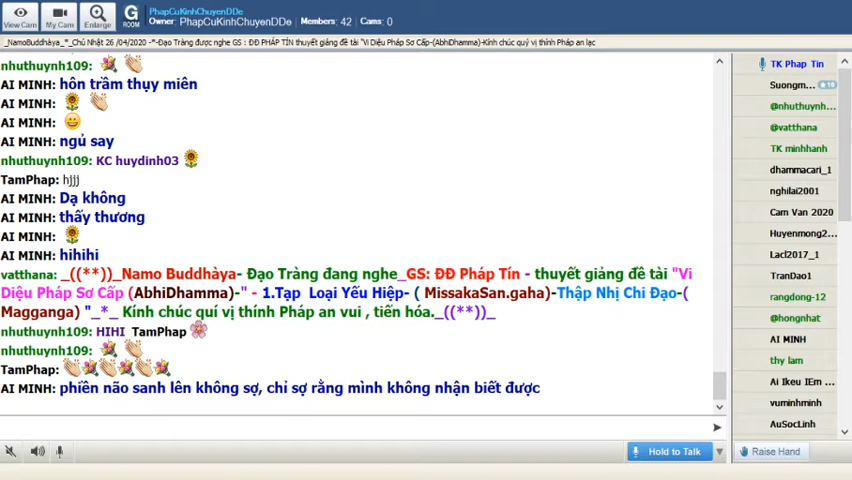 View Cam
My Cam
Enlarge
G
ROOM
PhapCuKinhChuyenDDe
Owner: PhapCuKinhChuyenDDe Members: 42 Cams: 0
_NamoBuddhàya_*_Chủ Nhật 26 /04/2020 -*-Đạo Tràng được nghe GS : ĐĐ PHÁP TÍN thuyết giảng đề tài "Vi Diệu Pháp Sơ Cấp-(AbhiDhamma)-Kính chúc quý vị thính Pháp an lạc
nhuthuynh109:
AI MINH: hôn trầm thụy miên
AI MINH:
AI MINH:
AI MINH: ngủ say
nhuthuynh109: KC huydinh03
TamPhap: hjjj
AI MINH: Dạ không
AI MINH: thấy thương
AI MINH:
AI MINH: hihihi
vatthana: _((**))_Namo Buddhàya- Đạo Tràng đang nghe_GS: ĐĐ Pháp Tín - thuyết giảng đề tài "Vi
Diệu Pháp Sơ Cấp (AbhiDhamma)-" - 1.Tạp Loại Yếu Hiệp- ( MissakaSan.gaha)-Thập Nhị Chi Đạo-(
Magganga) "_*_ Kính chúc quí vị thính Pháp an vui , tiến hóa._((**))_
nhuthuynh109: HIHI TamPhap
nhuthuynh109:
TamPhap:
AI MINH: phiền não sanh lên không sợ, chỉ sợ rằng mình không nhận biết được
TK Phap Tin
Suongm... 10
@nhuthuynh...
@vatthana
TK minhhanh
dhammacari_1
nghilai2001
Cam Van 2020
Huyenmong2...
Lacl2017_1
TranDao1
rangdong-12
@hongnhat
AI MINH
thy lam
Ai Ikeu IEm ...
vuminhminh
AuSocLinh
Hold to Talk
Raise Hand